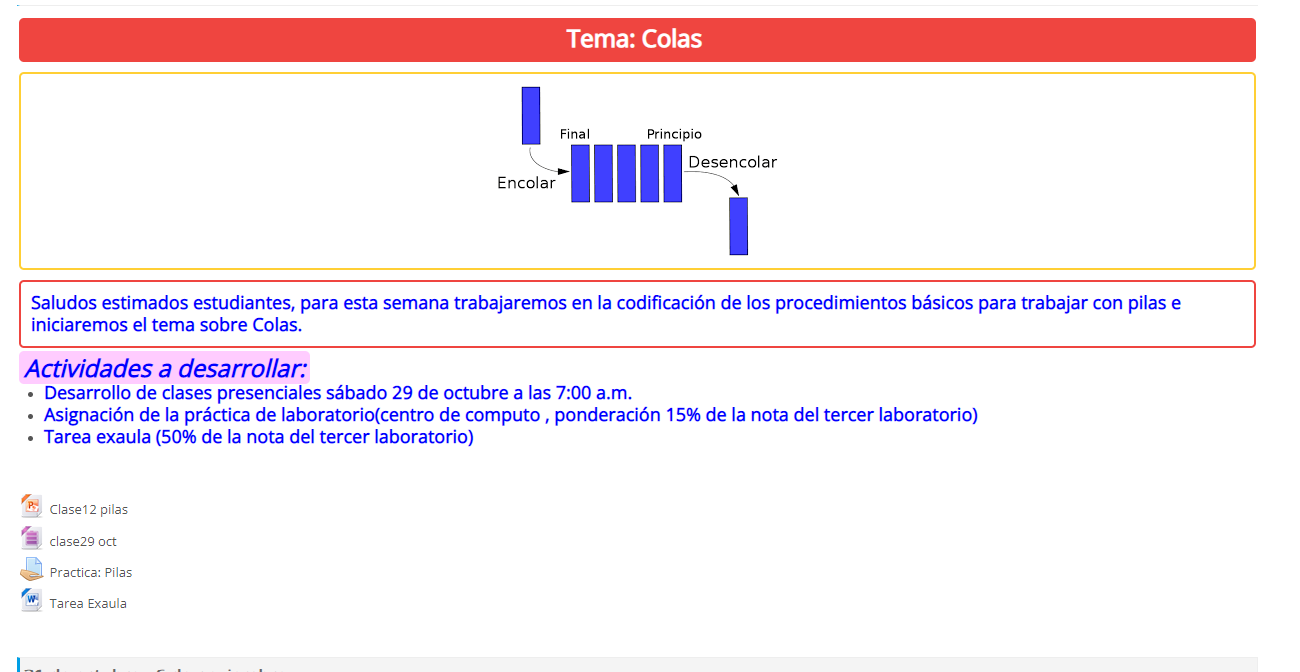 Tema: Colas
Final
Principio
Desencolar
Encolar
Saludos estimados estudiantes, para esta semana trabajaremos en la codificación de los procedimientos básicos para trabajar con pilas e
iniciaremos el tema sobre Colas.
Actividades a desarrollar:
Desarrollo de clases presenciales sábado 29 de octubre a las 7:00 a.m.
Asignación de la práctica de laboratorio(centro de computo , ponderación 15% de la nota del tercer laboratorio)
Tarea exaula (50% de la nota del tercer laboratorio)
Clase12 pilas
clase29 oct
Practica: Pilas
Tarea Exaula